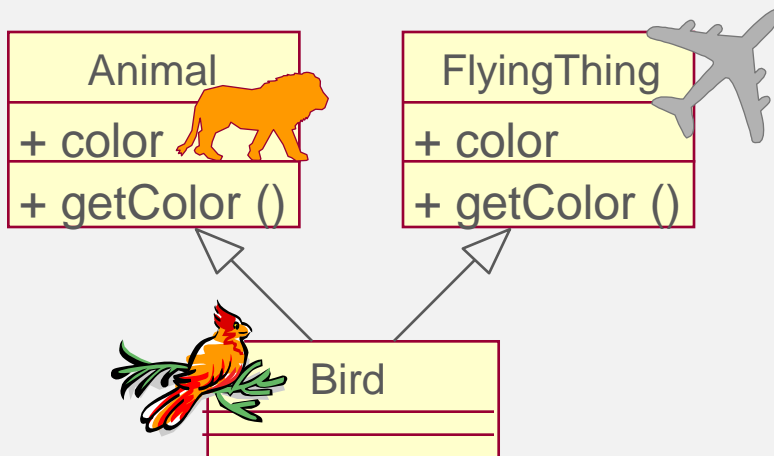 Animal
+ color
+ getColor ()
FlyingThing
+ color
+ getColor ()
Bird